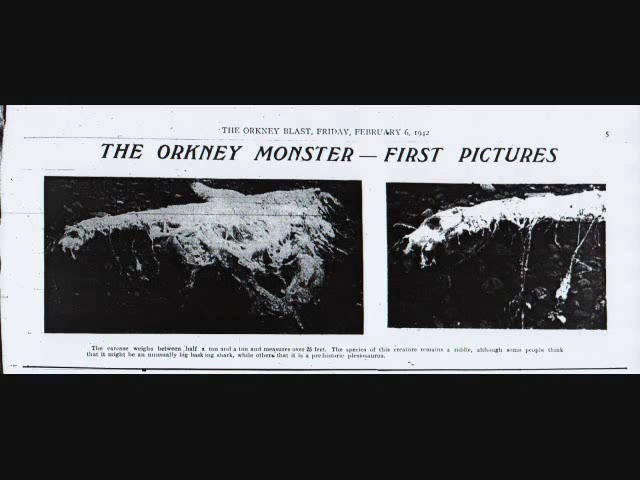 THE ORKNEY BLAST, FRIDAY, FEBRUARY 6, 1942
5
THE ORKNEY MONSTER — FIRST PICTURES
The carcase weighs between half a ton and a ton and measures over 25 feet. The species of this creature remains a riddle, although some people think
that it might be an unusually big basking shark, while others that it is a prehistoric plesiosaurus.